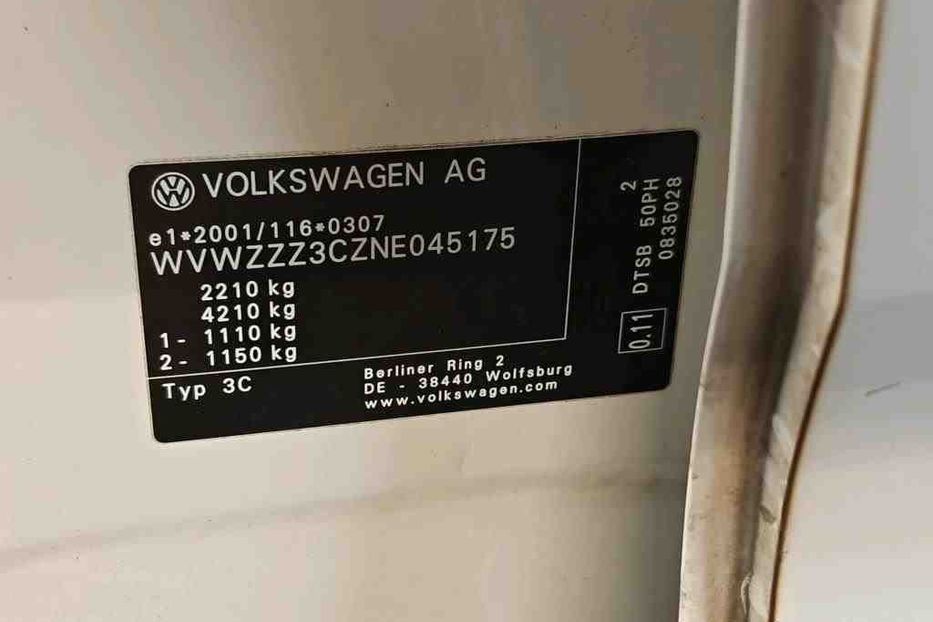 VOLKSWAGEN AG
e1*2001/116*0307
WVWZZZ3CZNE045175
2210 kg
4210 kg
1- 1110 kg
2- 1150 kg
Typ 3C
Berliner Ring 2
DE - 38440 Wolfsburg
www.volkswagen.com
2
DTSB 50PH
0835028
0.11